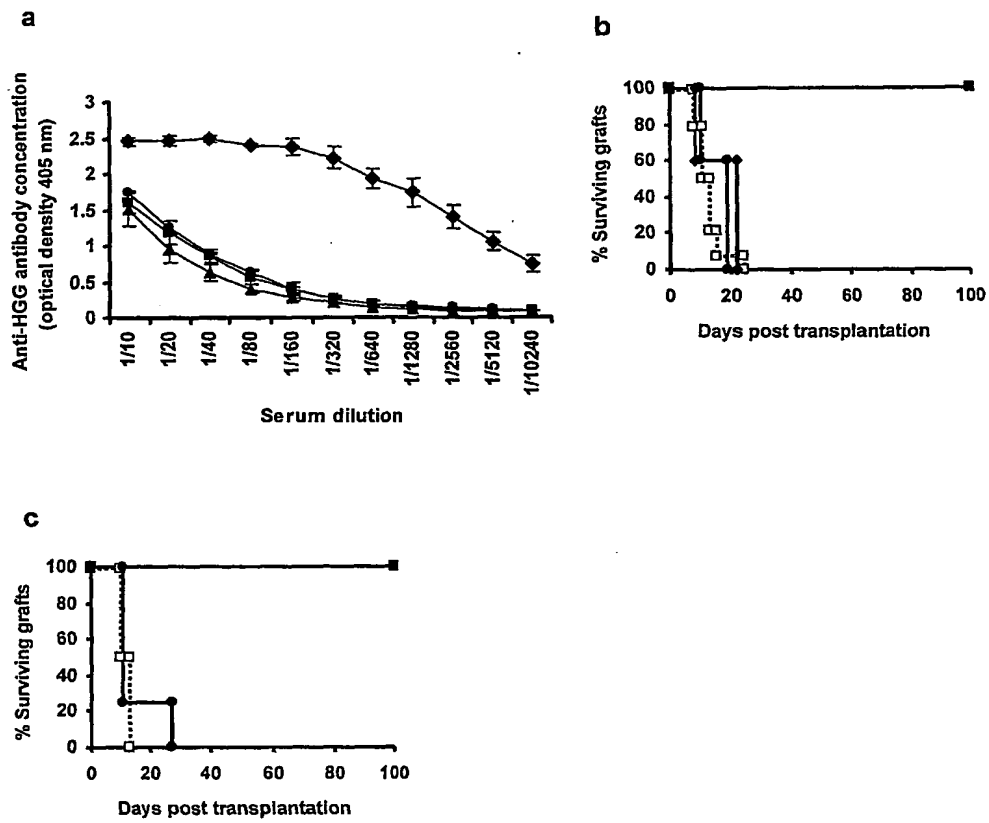 a
Anti-HGG antibody concentration
(optical density 405 nm)
3
2.5
2
1.5
1
0.5
0
1/10
1/20
1/40
1/80
1/160
1/320
1/640
1/1280
1/2560
1/5120
1/10240
Serum dilution
b
% Surviving grafts
100
80
60
40
20
0
0 20 40 60 80 100
Days post transplantation
c
% Surviving grafts
100
80
60
40
20
0
0 20 40 60 80 100
Days post transplantation